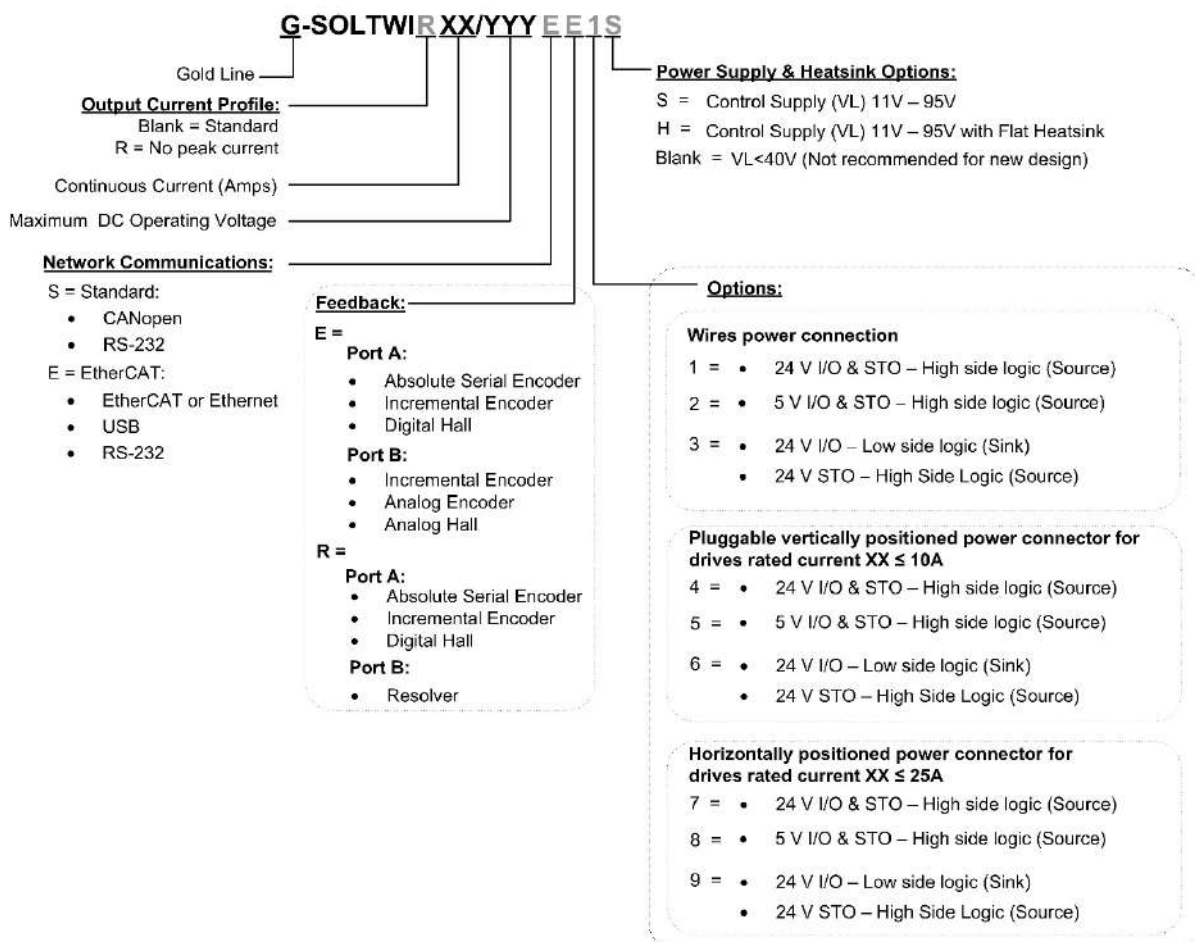 G-SOLTWIR XX/YYY E E 1 S
Gold Line
Output Current Profile:
Blank = Standard
R = No peak current
Continuous Current (Amps)
Maximum DC Operating Voltage
Network Communications:
S = Standard:
• CANopen
• RS-232
E = EtherCAT:
• EtherCAT or Ethernet
• USB
• RS-232
Feedback:
E =
Port A:
• Absolute Serial Encoder
• Incremental Encoder
• Digital Hall
Port B:
• Incremental Encoder
• Analog Encoder
• Analog Hall
R =
Port A:
• Absolute Serial Encoder
• Incremental Encoder
• Digital Hall
Port B:
• Resolver
Power Supply & Heatsink Options:
S = Control Supply (VL) 11V – 95V
H = Control Supply (VL) 11V – 95V with Flat Heatsink
Blank = VL<40V (Not recommended for new design)
Options:
Wires power connection
1 = • 24 V I/O & STO – High side logic (Source)
2 = • 5 V I/O & STO – High side logic (Source)
3 = • 24 V I/O – Low side logic (Sink)
• 24 V STO – High Side Logic (Source)
Pluggable vertically positioned power connector for
drives rated current XX ≤ 10A
4 = • 24 V I/O & STO – High side logic (Source)
5 = • 5 V I/O & STO – High side logic (Source)
6 = • 24 V I/O – Low side logic (Sink)
• 24 V STO – High Side Logic (Source)
Horizontally positioned power connector for
drives rated current XX ≤ 25A
7 = • 24 V I/O & STO – High side logic (Source)
8 = • 5 V I/O & STO – High side logic (Source)
9 = • 24 V I/O – Low side logic (Sink)
• 24 V STO – High Side Logic (Source)